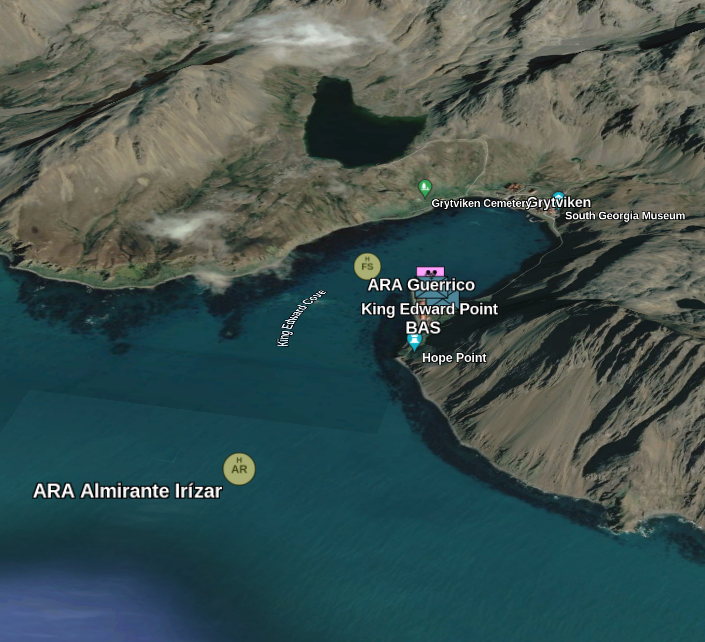 Grytviken Cemetery
Grytviken
South Georgia Museum
H
FS
ARA Guerrico
King Edward Cove
King Edward Point
BAS
Hope Point
H
AR
ARA Almirante Irízar